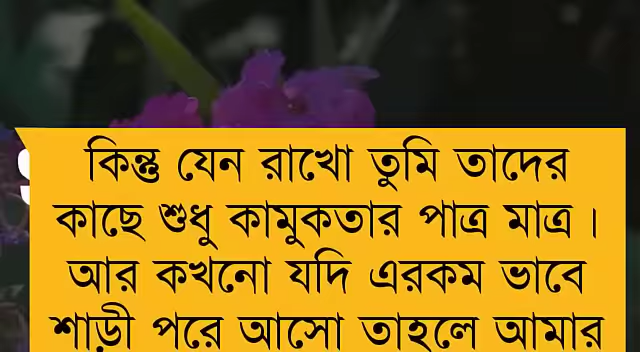 কিন্তু যেন রাখো তুমি তাদের
কাছে শুধু কামুকতার পাত্র মাত্র।
আর কখনো যদি এরকম ভাবে
শাড়ী পরে আসো তাহলে আমার